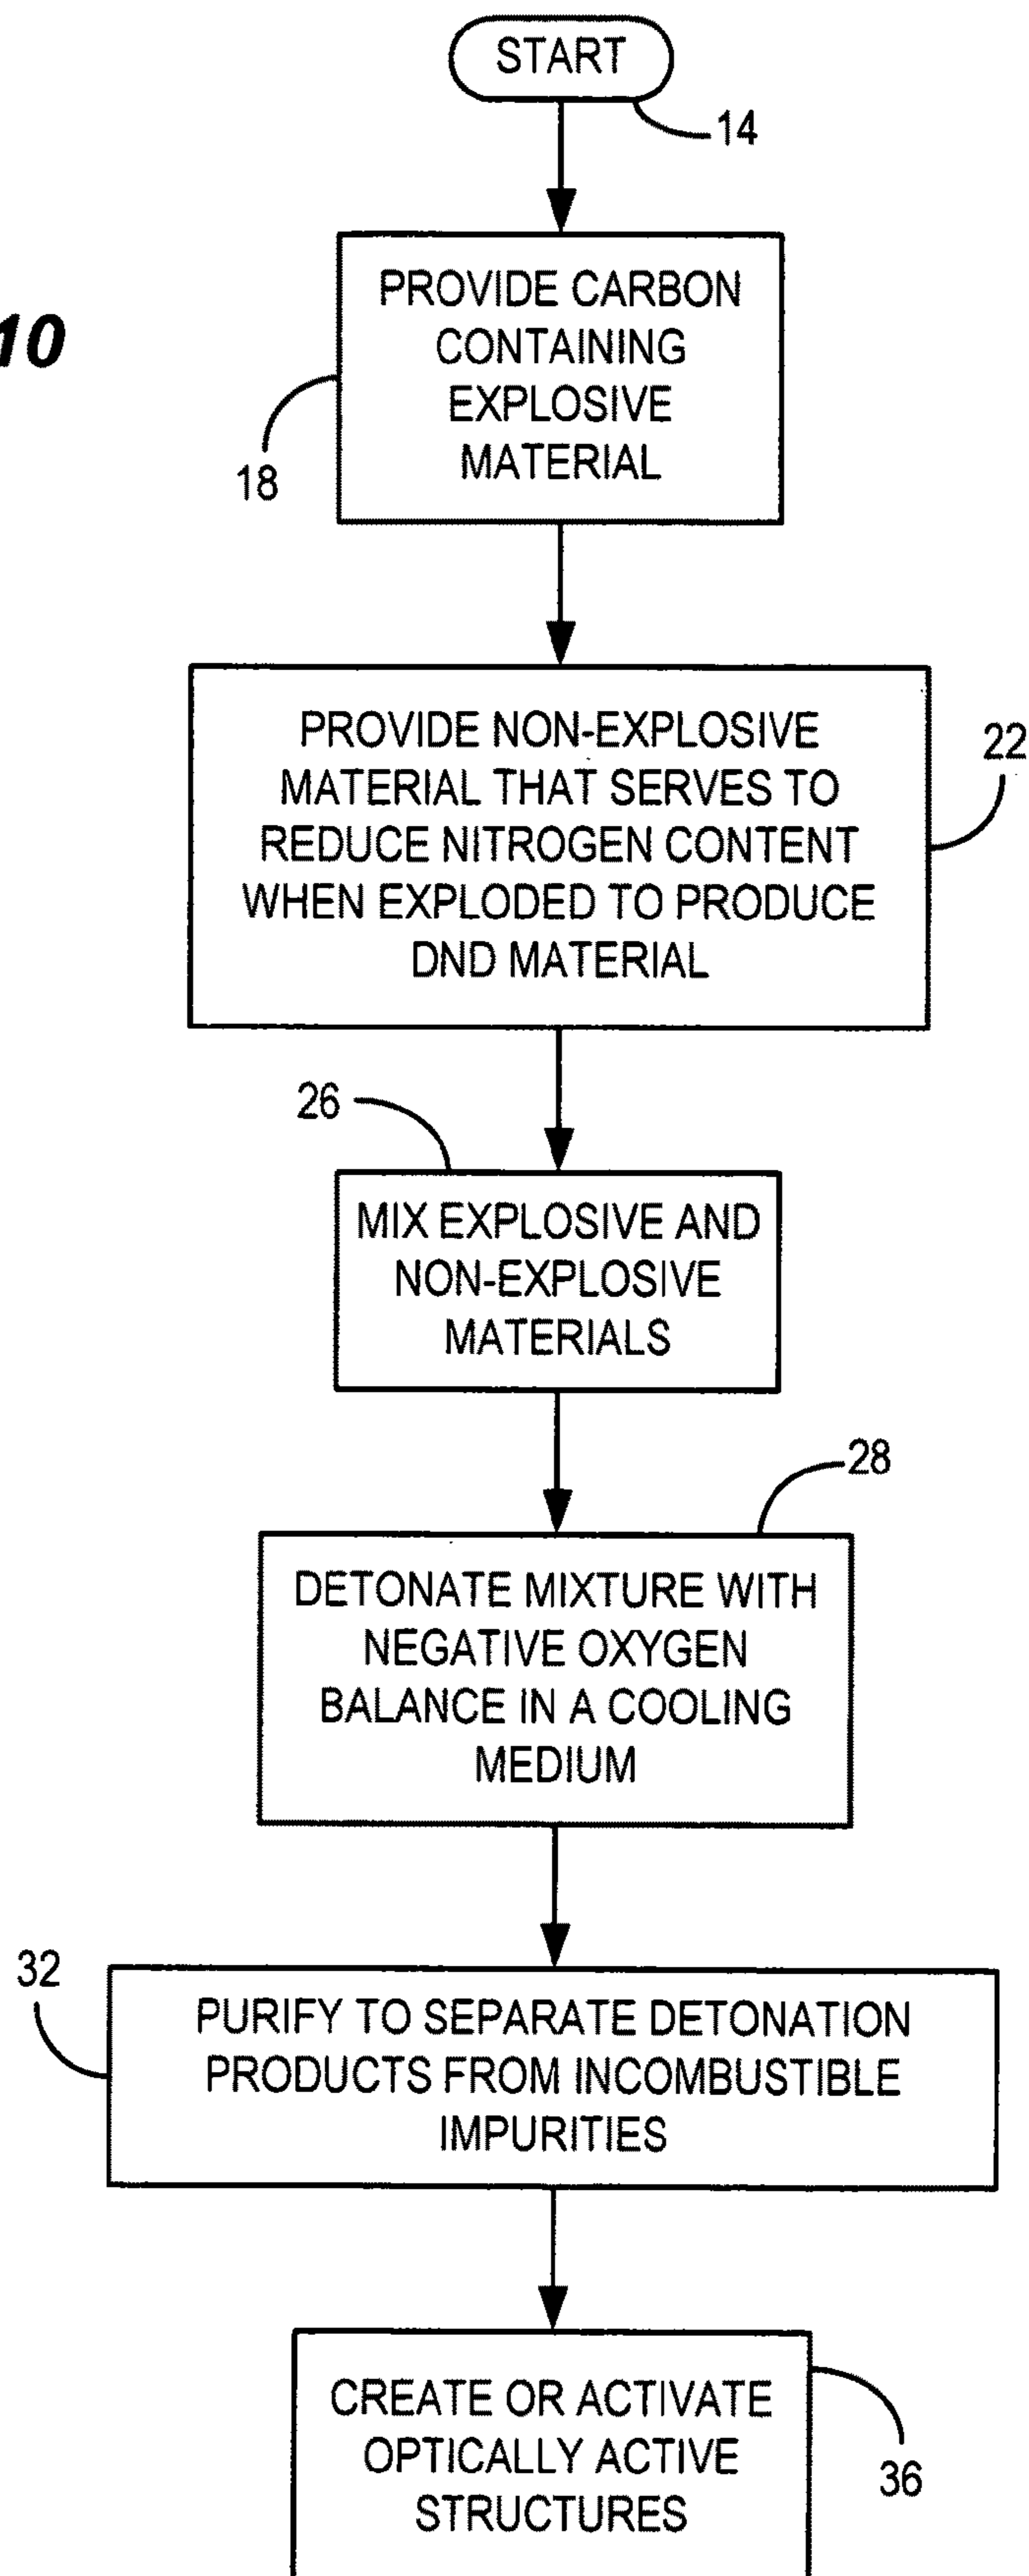 START
14
10
PROVIDE CARBON
CONTAINING
EXPLOSIVE
MATERIAL
18
PROVIDE NON-EXPLOSIVE
MATERIAL THAT SERVES TO
REDUCE NITROGEN CONTENT
WHEN EXPLODED TO PRODUCE
DND MATERIAL
22
26
MIX EXPLOSIVE AND
NON-EXPLOSIVE
MATERIALS
28
DETONATE MIXTURE WITH
NEGATIVE OXYGEN
BALANCE IN A COOLING
MEDIUM
32
PURIFY TO SEPARATE DETONATION
PRODUCTS FROM INCOMBUSTIBLE
IMPURITIES
CREATE OR ACTIVATE
OPTICALLY ACTIVE
STRUCTURES
36